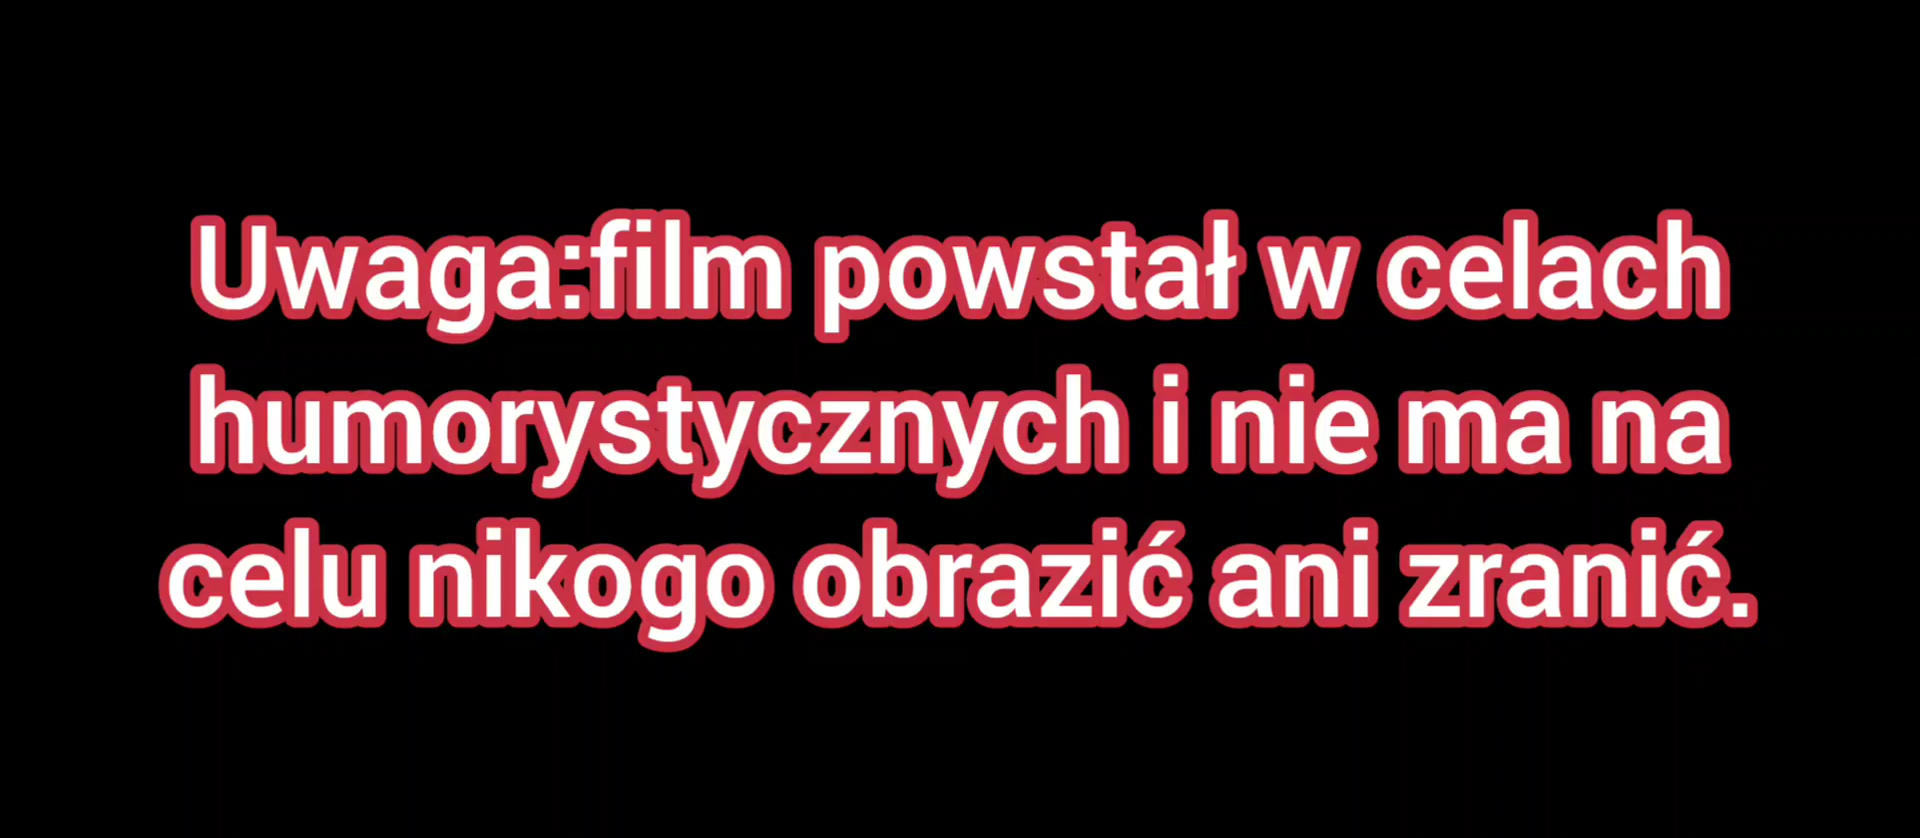 Uwaga:film powstał w celach
humorystycznych i nie ma na
celu nikogo obrazić ani zranić.